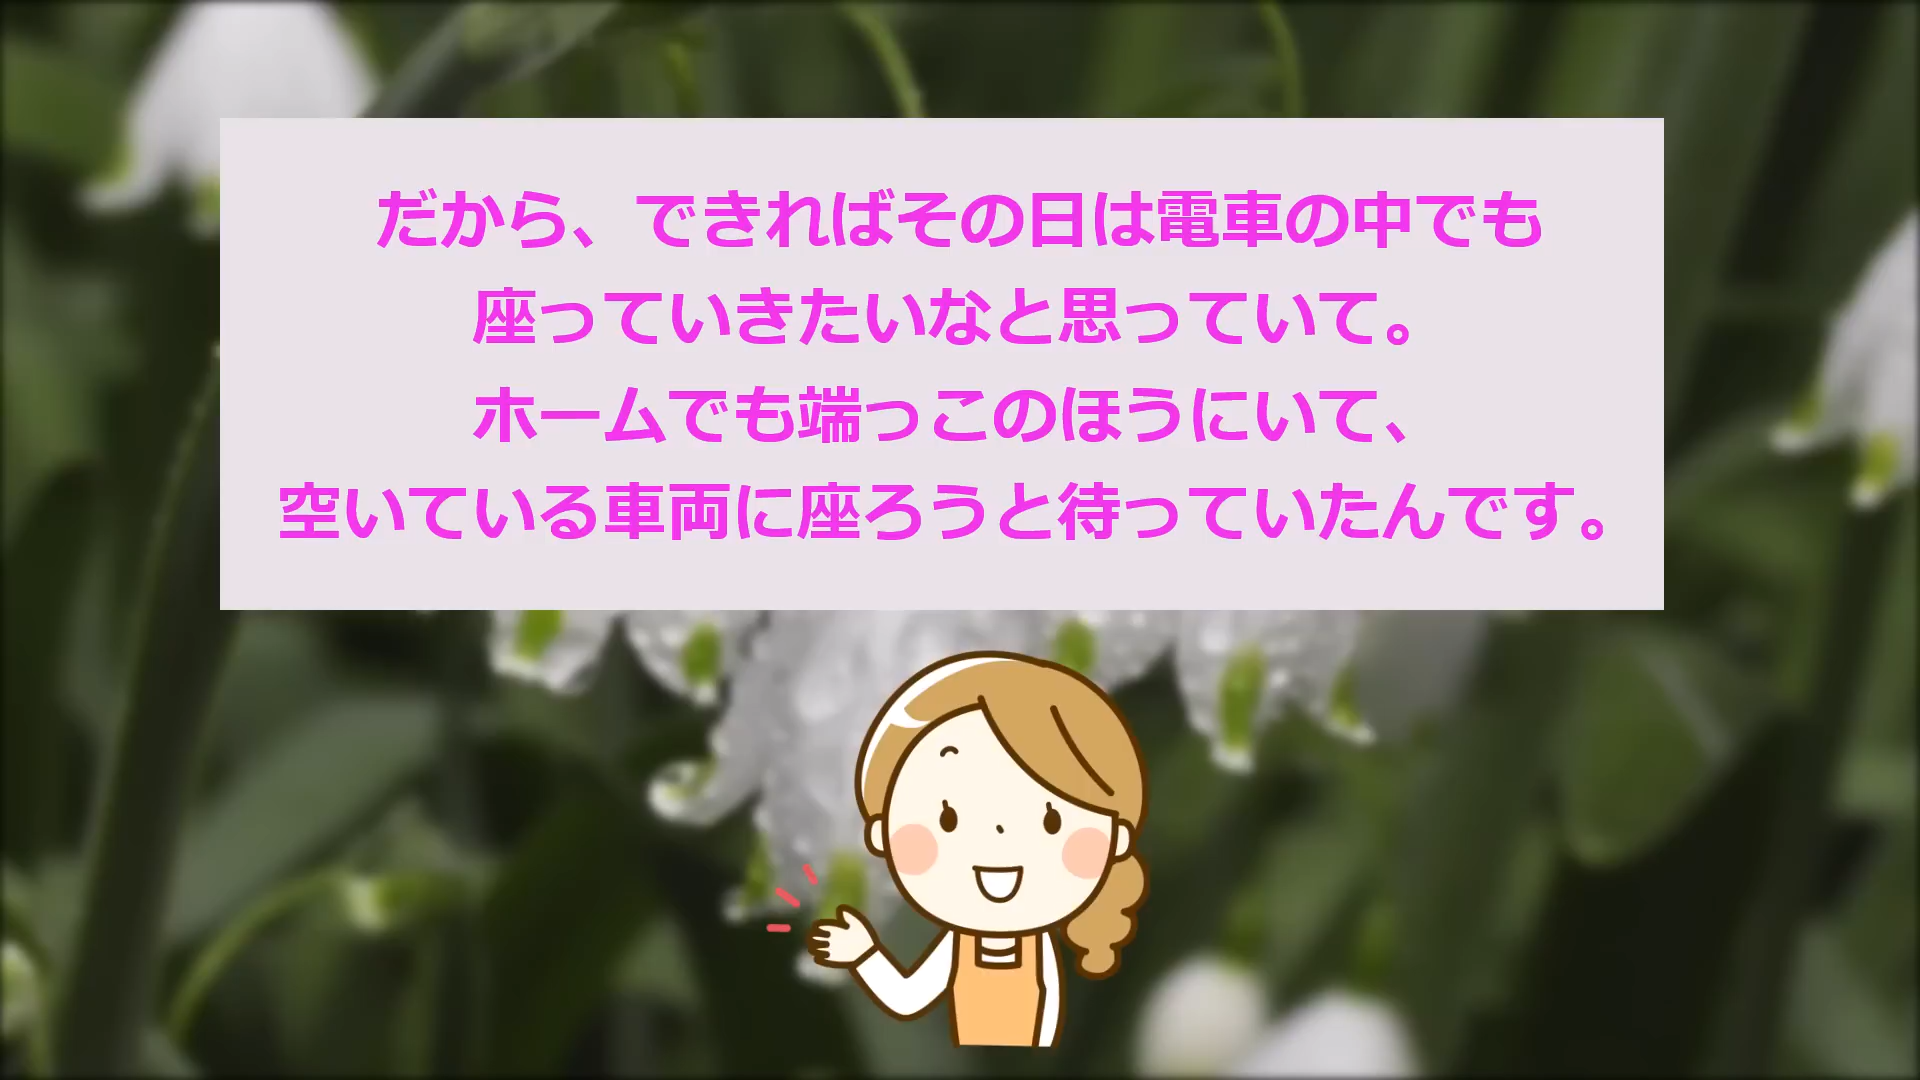 だから、できればその日は電車の中でも
座っていきたいなと思っていて。
ホームでも端っこのほうにいて、
空いている車両に座ろうと待っていたんです。